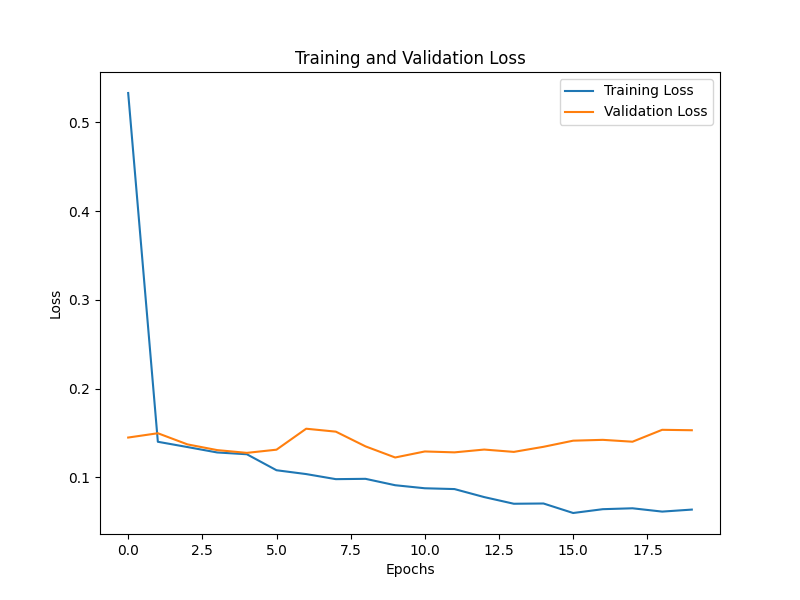 Training and Validation Loss
Training Loss
Validation Loss
Loss
0.5
0.4
0.3
0.2
0.1
0.0 2.5 5.0 7.5 10.0 12.5 15.0 17.5
Epochs